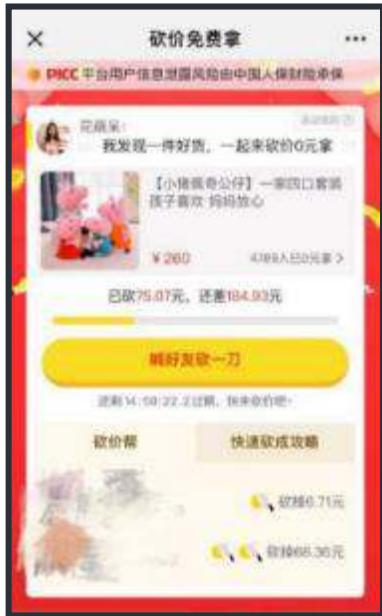 砍价免费拿
PICC 平台用户信息泄露风险由中国人保财险承保
花萌呆:
我发现一件好货，一起来砍价0元拿
【小猪佩奇公仔】一家四口套装
孩子喜欢 妈妈放心
￥260
4789人已0元拿 >
已砍75.07元，还差184.93元
喊好友砍一刀
还剩14:58:22.2过期，快来砍价吧~
砍价帮
快速砍成攻略
砍掉6.71元
砍掉68.36元